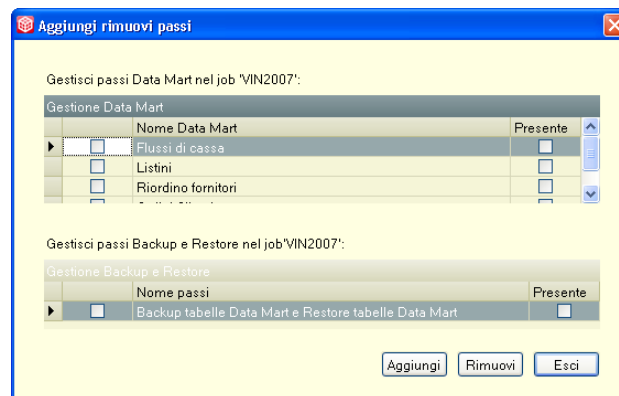 Aggiungi rimuovi passi
Gestisci passi Data Mart nel job 'VIN2007':
Gestione Data Mart
Nome Data Mart Presente
Flussi di cassa
Listini
Riordino fornitori
Gestisci passi Backup e Restore nel job'VIN2007':
Gestione Backup e Restore
Nome passi Presente
Backup tabelle Data Mart e Restore tabelle Data Mart
Aggiungi Rimuovi Esci